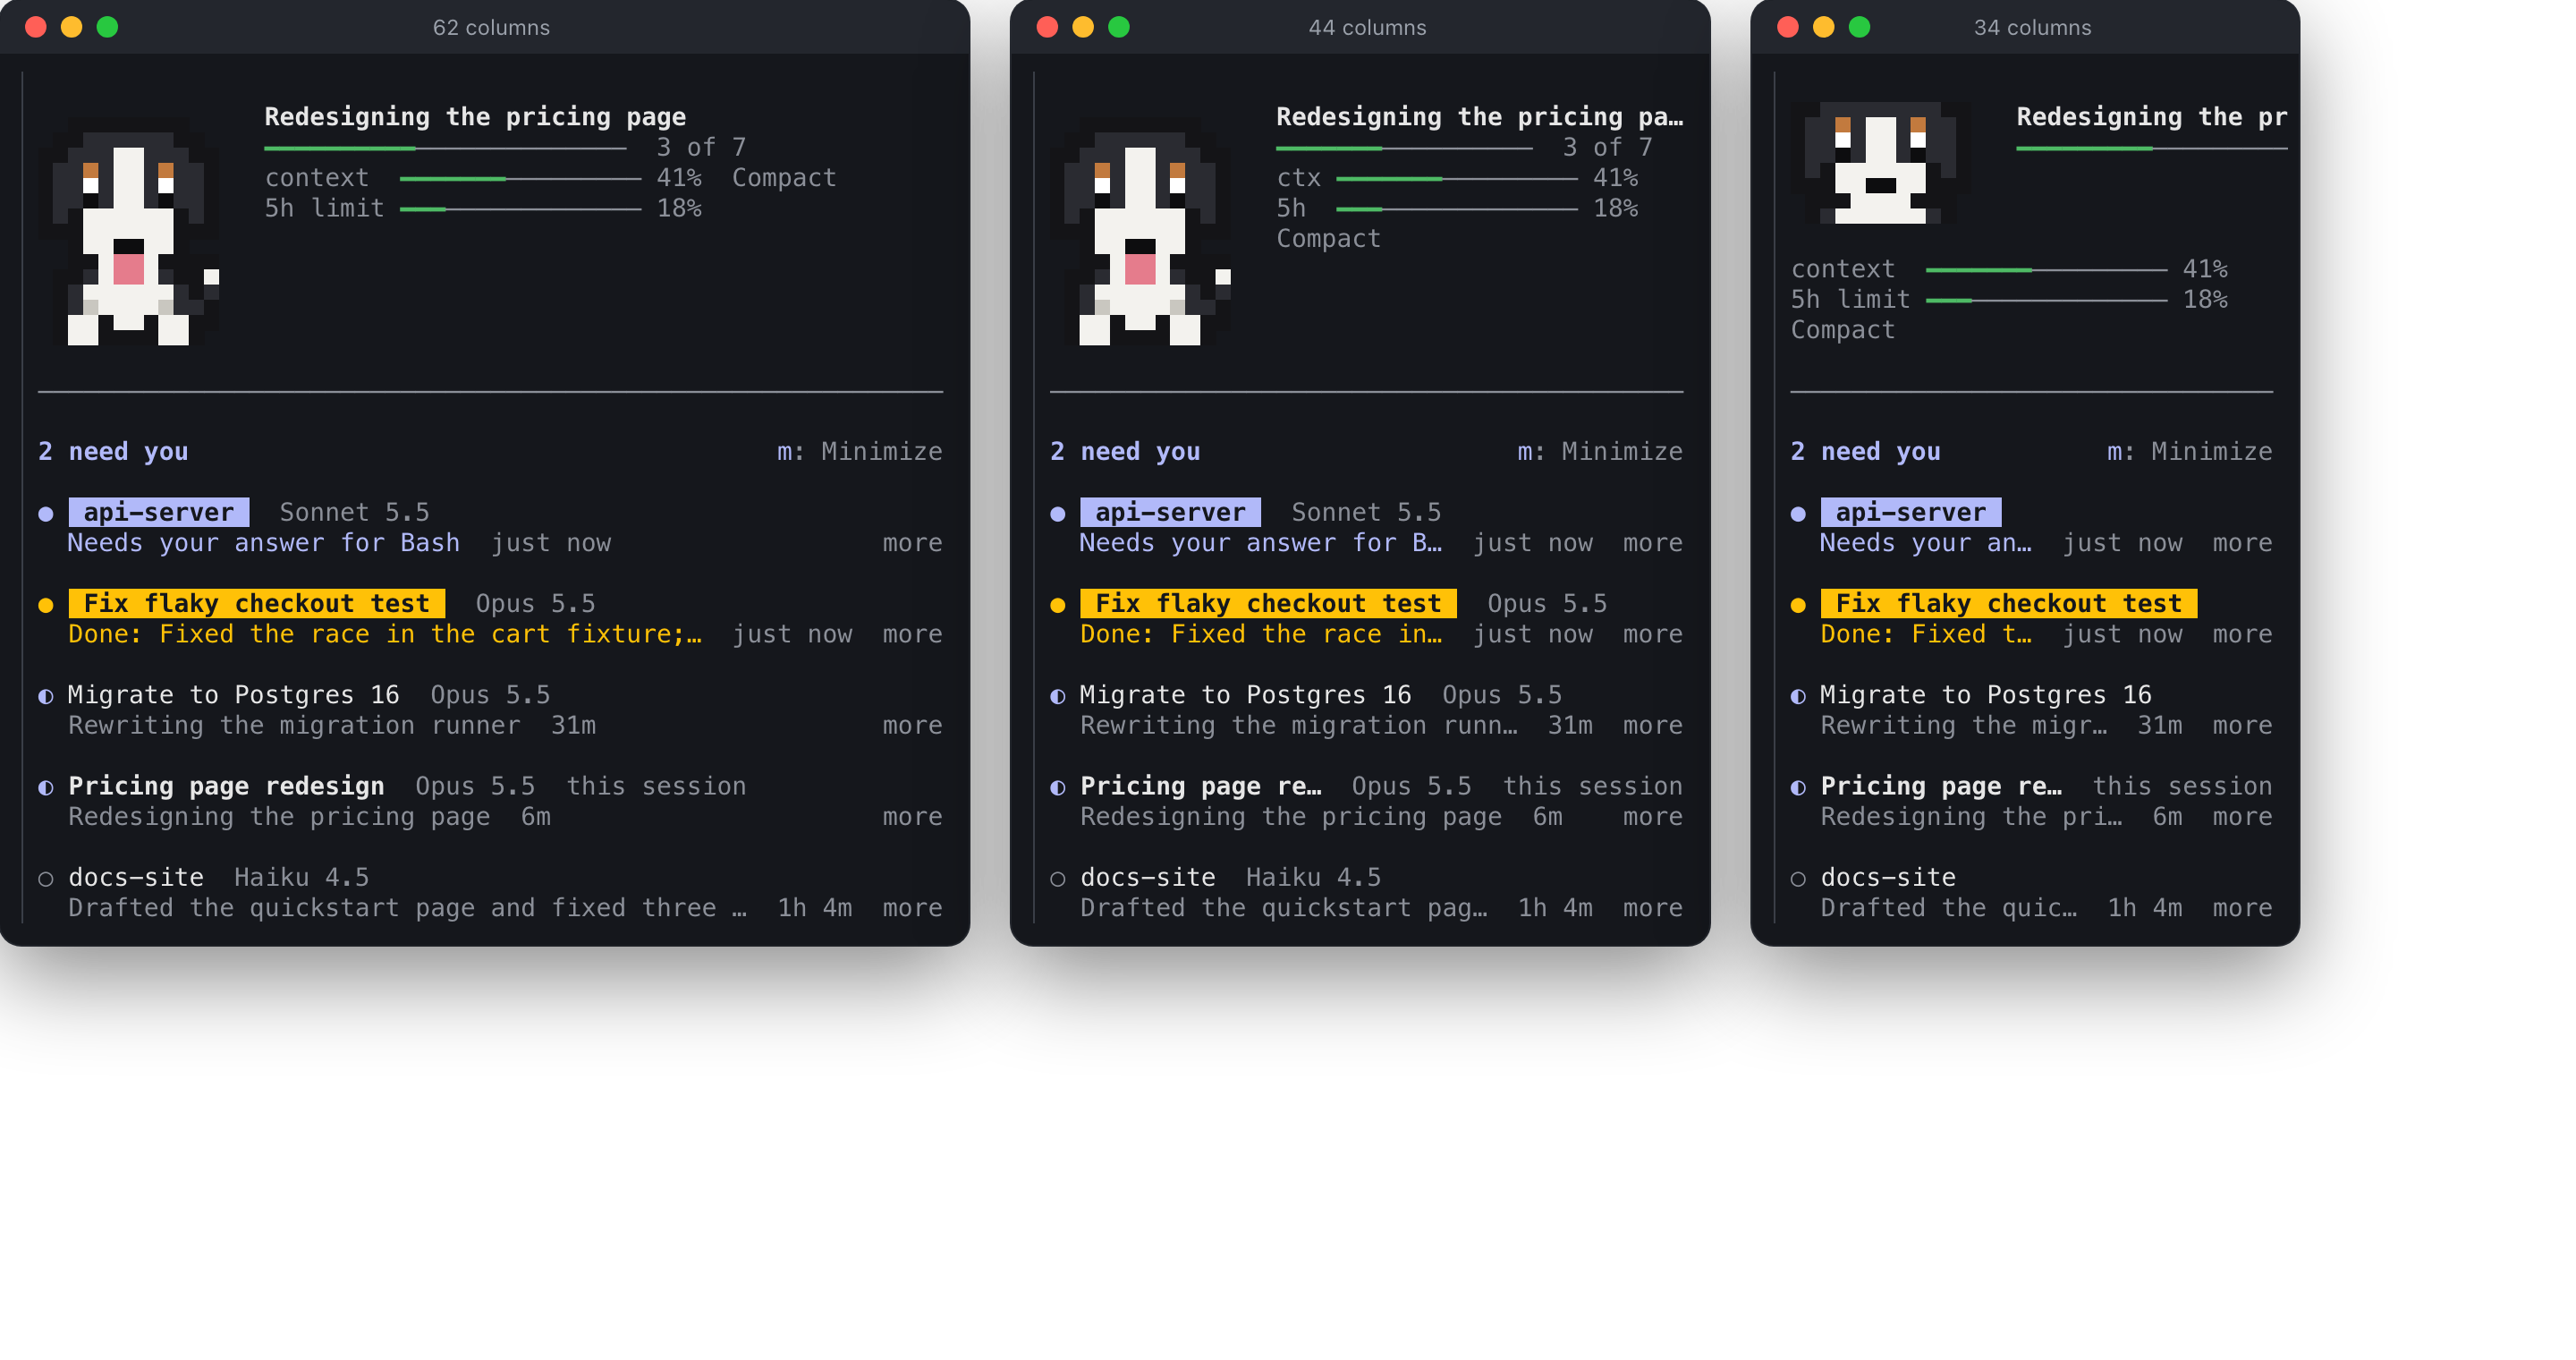 62 columns
Redesigning the pricing page
3 of 7
context 41% Compact
5h limit 18%
2 need you m: Minimize
● api-server Sonnet 5.5
Needs your answer for Bash just now more
● Fix flaky checkout test Opus 5.5
Done: Fixed the race in the cart fixture;… just now more
◐ Migrate to Postgres 16 Opus 5.5
Rewriting the migration runner 31m more
◐ Pricing page redesign Opus 5.5 this session
Redesigning the pricing page 6m more
○ docs-site Haiku 4.5
Drafted the quickstart page and fixed three … 1h 4m more
44 columns
Redesigning the pricing pa…
3 of 7
ctx 41%
5h 18%
Compact
2 need you m: Minimize
● api-server Sonnet 5.5
Needs your answer for B… just now more
● Fix flaky checkout test Opus 5.5
Done: Fixed the race in… just now more
◐ Migrate to Postgres 16 Opus 5.5
Rewriting the migration runn… 31m more
◐ Pricing page re… Opus 5.5 this session
Redesigning the pricing page 6m more
○ docs-site Haiku 4.5
Drafted the quickstart pag… 1h 4m more
34 columns
Redesigning the pr
context 41%
5h limit 18%
Compact
2 need you m: Minimize
● api-server
Needs your an… just now more
● Fix flaky checkout test
Done: Fixed t… just now more
◐ Migrate to Postgres 16
Rewriting the migr… 31m more
◐ Pricing page re… this session
Redesigning the pri… 6m more
○ docs-site
Drafted the quic… 1h 4m more